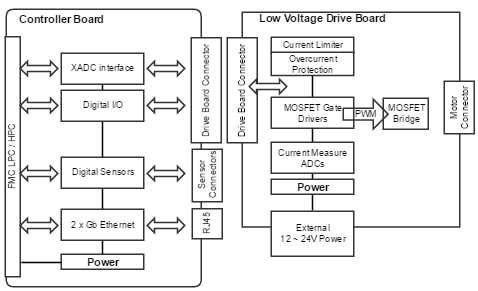 Controller Board
FMC LPC / HPC
XADC interface
Digital I/O
Digital Sensors
2 x Gb Ethernet
Power
Drive Board Connector
Sensor
Connectors
RJ45
Low Voltage Drive Board
Drive Board Connector
Current Limiter
Overcurrent
Protection
MOSFET Gate
Drivers
PWM
MOSFET
Bridge
Motor
Connector
Current Measure
ADCs
Power
External
12 ~ 24V Power